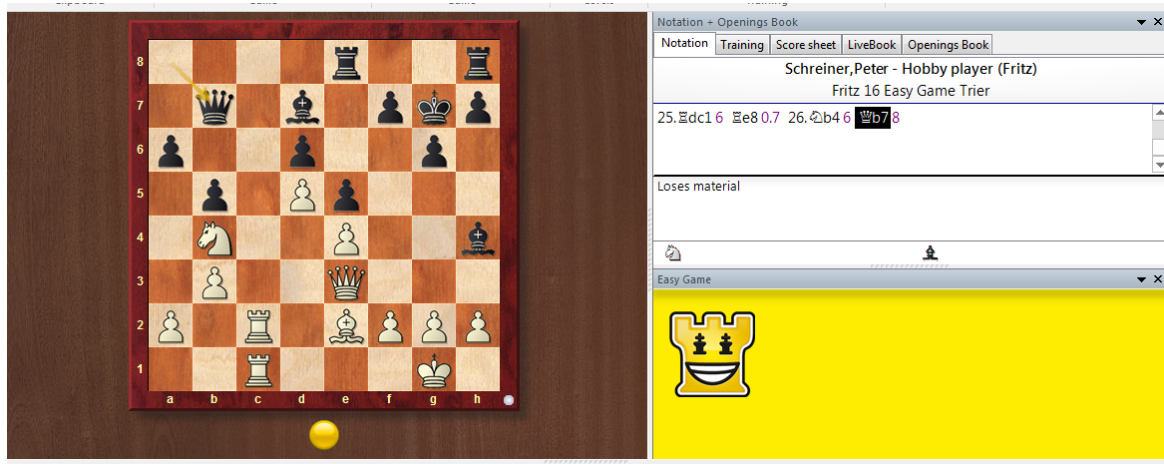 Notation + Openings Book
Notation Training Score sheet LiveBook Openings Book
Schreiner,Peter - Hobby player (Fritz)
Fritz 16 Easy Game Trier
25.♖dc1 6 ♖e8 0.7 26.♘b4 6 ♕b7 8
Loses material
Easy Game
8
7
6
5
4
3
2
1
a b c d e f g h